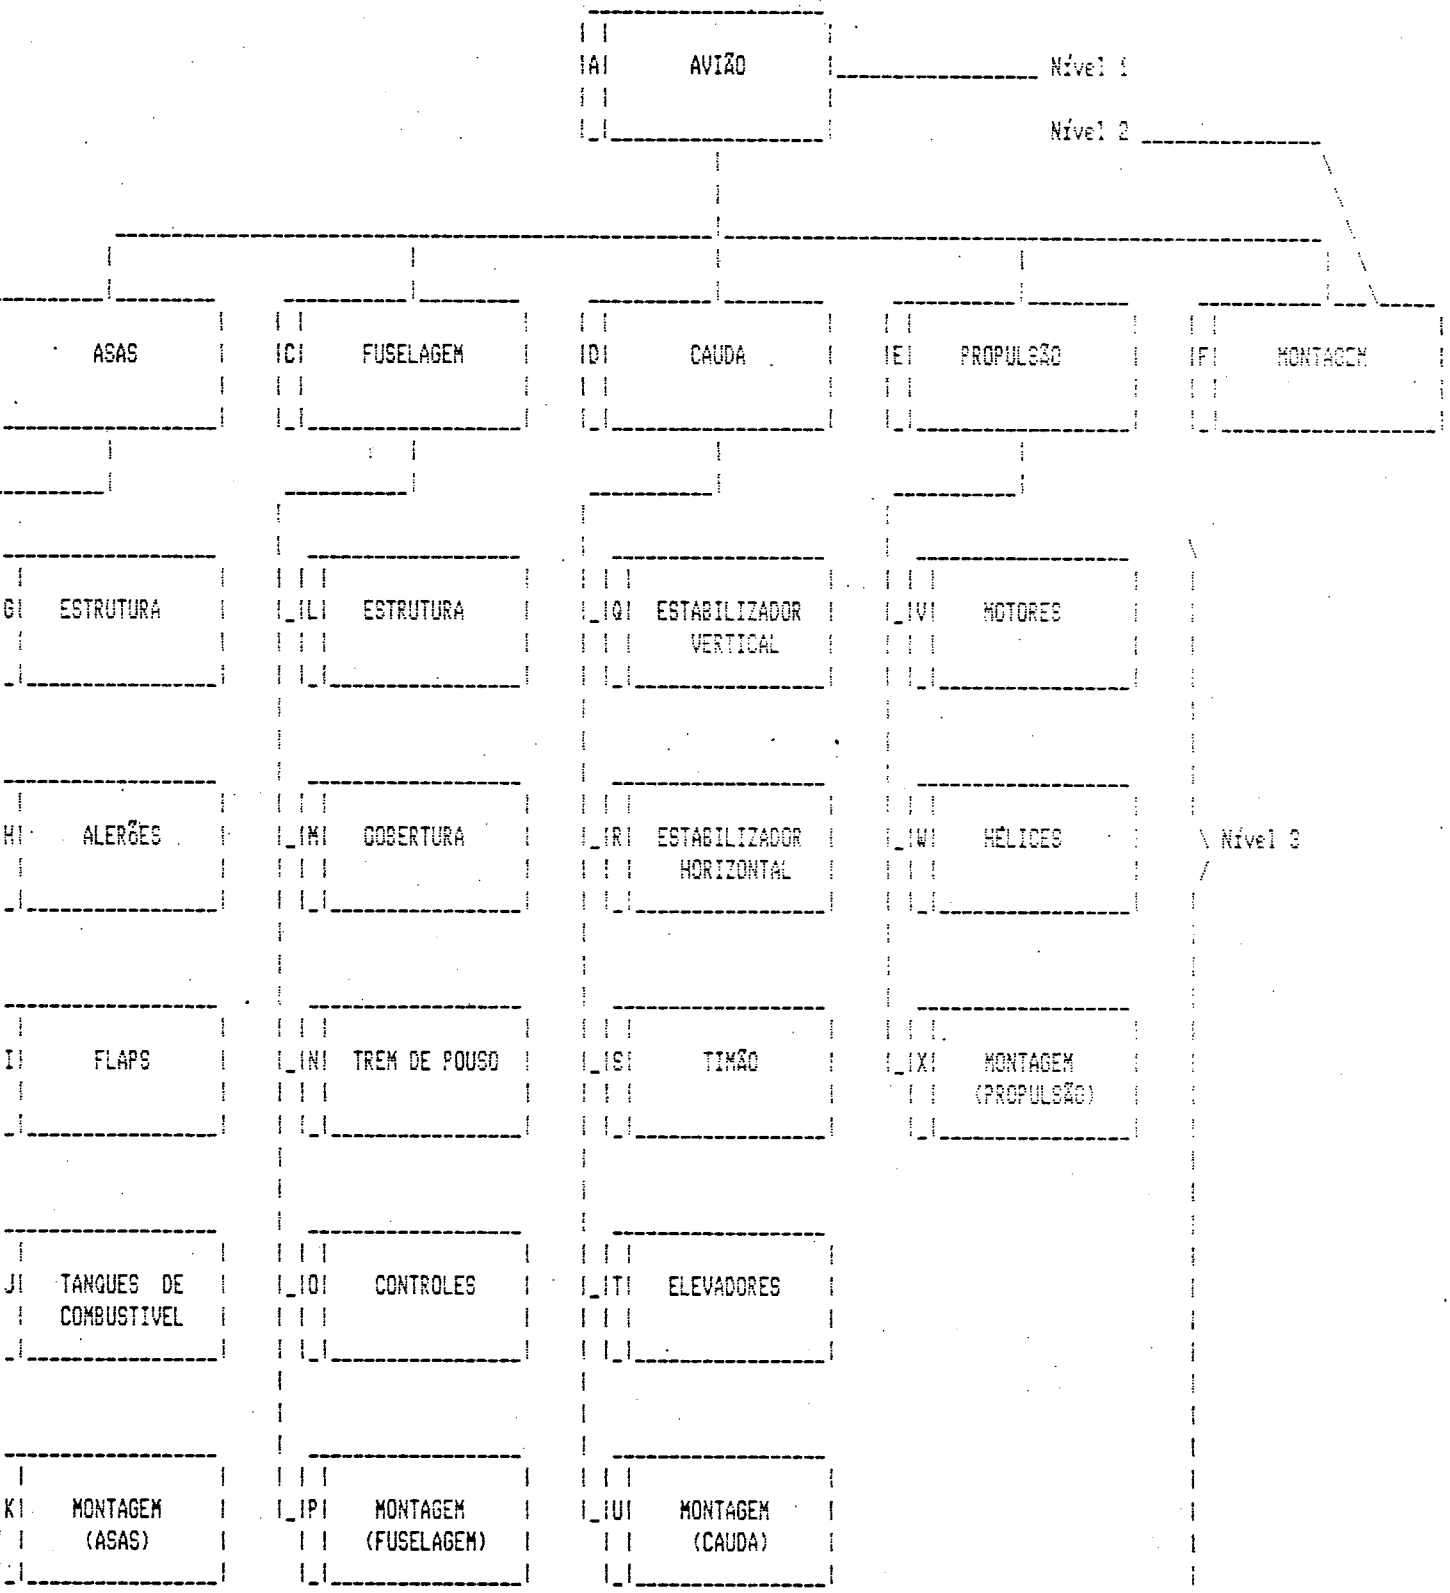 A AVIÃO Nível 1
Nível 2
ASAS C FUSELAGEM D CAUDA E PROPULSÃO F MONTAGEM
G ESTRUTURA L ESTRUTURA Q ESTABILIZADOR V MOTORES
VERTICAL
H ALERÕES M COBERTURA R ESTABILIZADOR W HÉLICES Nível 3
HORIZONTAL
I FLAPS N TREM DE POUSO S TIMÃO X MONTAGEM
(PROPULSÃO)
J TANQUES DE O CONTROLES T ELEVADORES
COMBUSTIVEL
K MONTAGEM P MONTAGEM U MONTAGEM
(ASAS) (FUSELAGEM) (CAUDA)